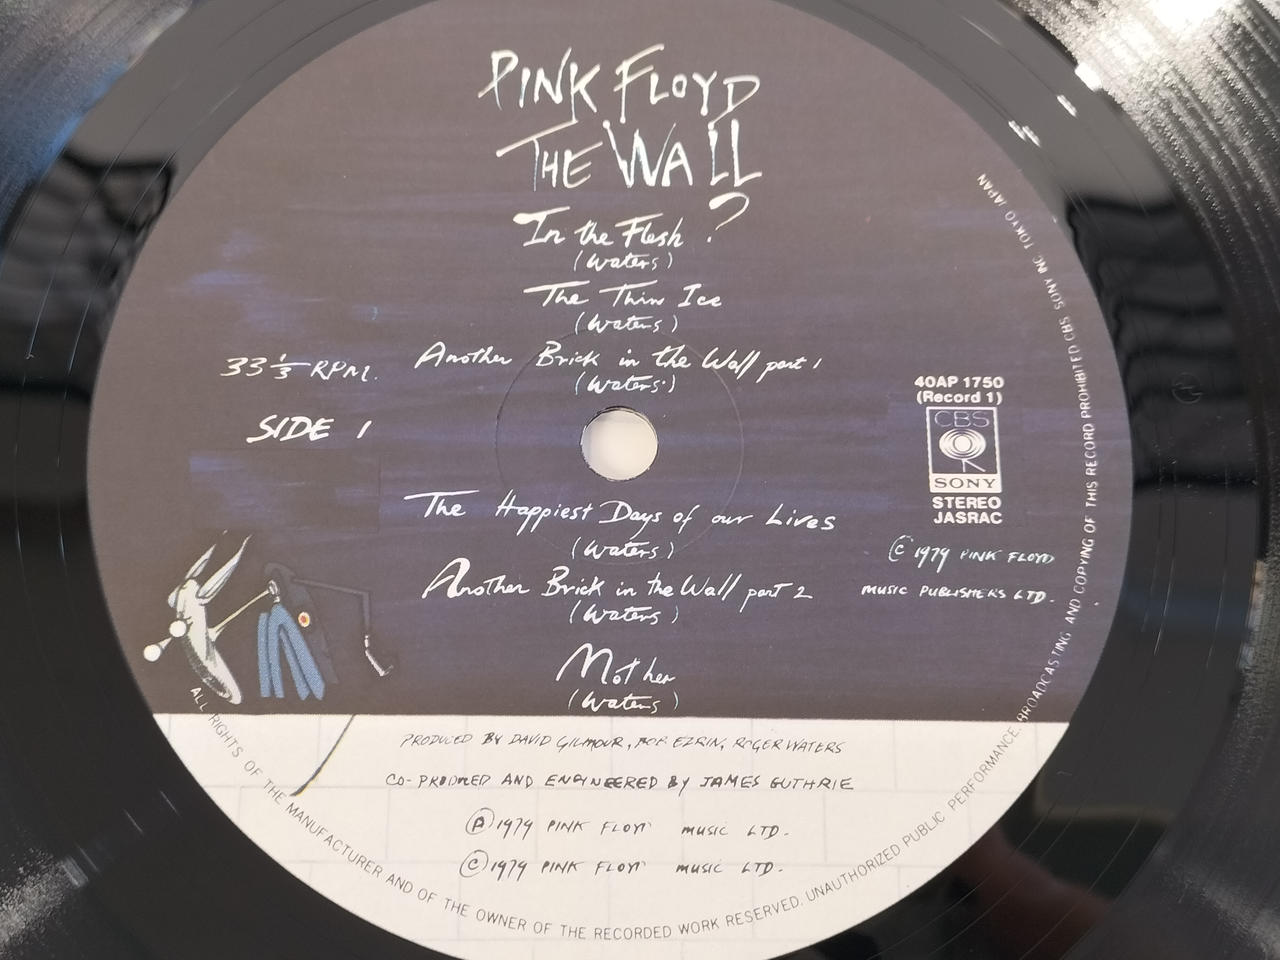 PINK FLOYD
THE WALL
In the Flesh ?
(Waters)
The Thin Ice
(Waters)
33 1/3 RPM.
Another Brick in the Wall part 1
(Waters)
SIDE 1
40AP 1750
(Record 1)
CBS
SONY
STEREO
JASRAC
The Happiest Days of our Lives
(Waters)
© 1979 PINK FLOYD
MUSIC PUBLISHERS LTD.
Another Brick in the Wall part 2
(Waters)
Mother
(Waters)
PRODUCED BY DAVID GILMOUR, BOB EZRIN, ROGER WATERS
CO-PRODUCED AND ENGINEERED BY JAMES GUTHRIE
Ⓟ 1979 PINK FLOYD MUSIC LTD.
© 1979 PINK FLOYD MUSIC LTD.
ALL RIGHTS OF THE MANUFACTURER AND OF THE OWNER OF THE RECORDED WORK RESERVED. UNAUTHORIZED PUBLIC PERFORMANCE. BROADCASTING AND COPYING OF THIS RECORD PROHIBITED CBS SONY INC. TOKYO JAPAN